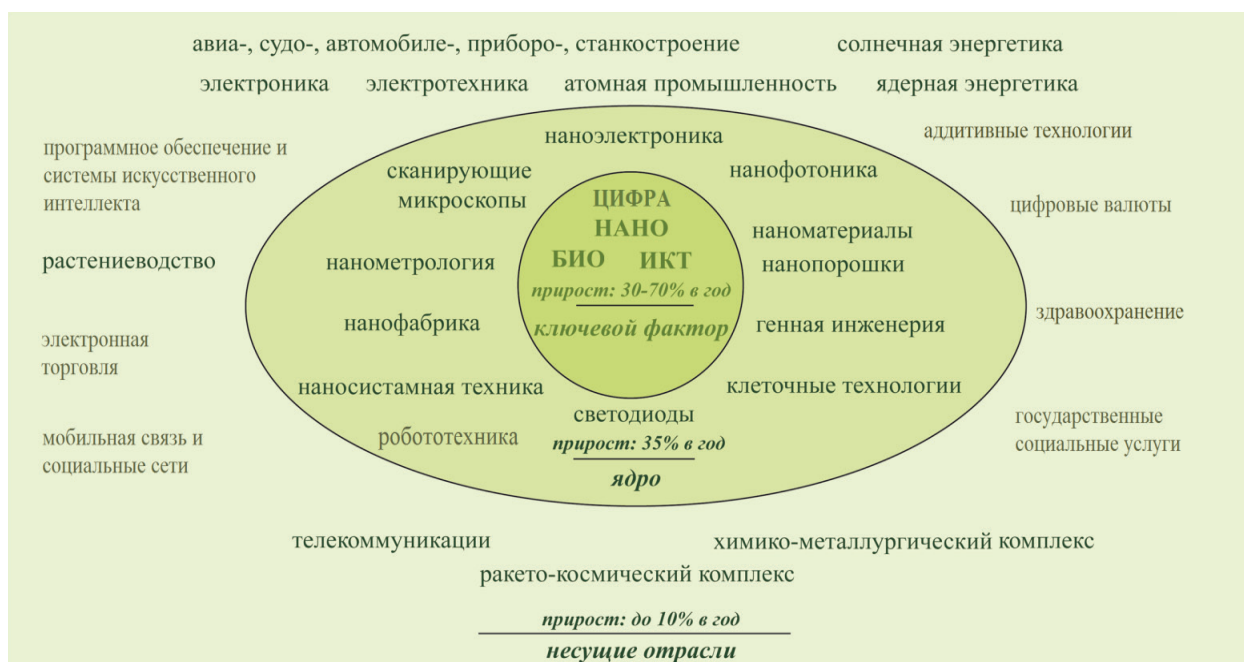 авиа-, судо-, автомобиле-, приборо-, станкостроение
солнечная энергетика
электроника
электротехника
атомная промышленность
ядерная энергетика
аддитивные технологии
программное обеспечение и
системы искусственного
интеллекта
наноэлектроника
сканирующие
микроскопы
нанофотоника
ЦИФРА
НАНО
БИО ИКТ
прирост: 30-70% в год
ключевой фактор
цифровые валюты
наноматериалы
нанопорошки
растениеводство
нанометрология
нанофабрика
генная инженерия
здравоохранение
электронная
торговля
наносистамная техника
клеточные технологии
светодиоды
прирост: 35% в год
ядро
робототехника
мобильная связь и
социальные сети
государственные
социальные услуги
телекоммуникации
химико-металлургический комплекс
ракето-космический комплекс
прирост: до 10% в год
несущие отрасли